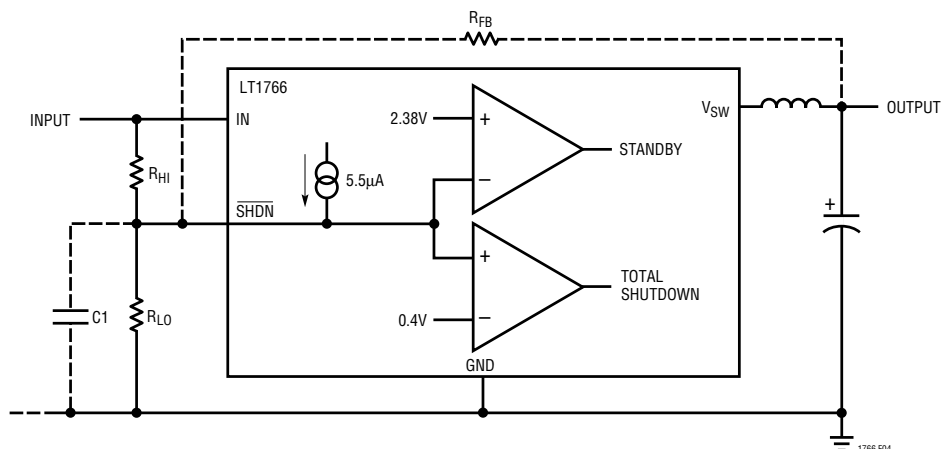 RFB
LT1766
INPUT
IN
2.38V
+
−
STANDBY
VSW
OUTPUT
RHI
5.5µA
SHDN
+
+
−
TOTAL
SHUTDOWN
0.4V
C1
RLO
GND
1766 F04